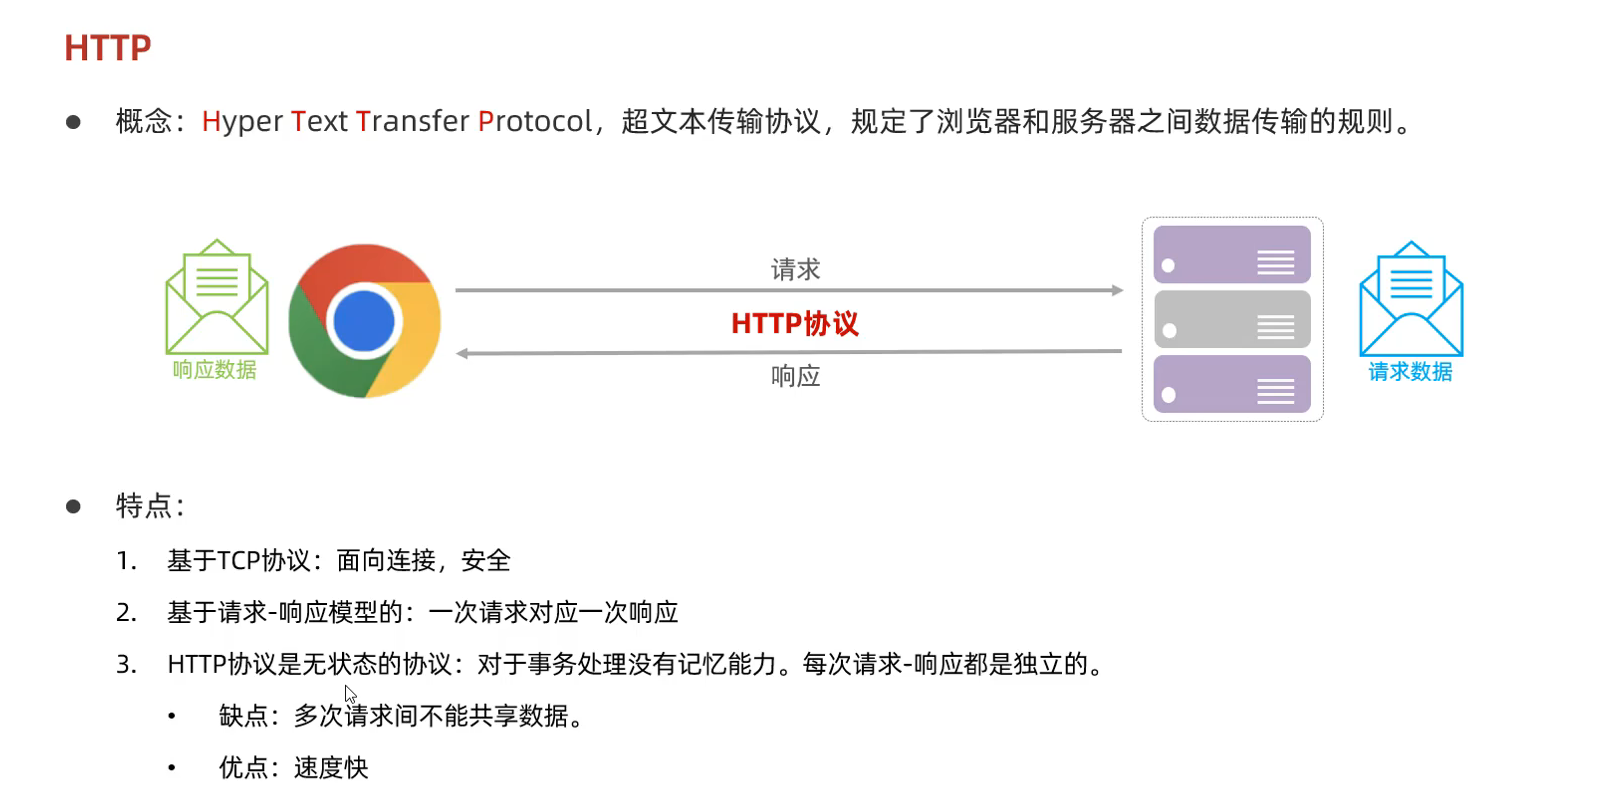 HTTP
● 概念：Hyper Text Transfer Protocol，超文本传输协议，规定了浏览器和服务器之间数据传输的规则。
请求
HTTP协议
响应
响应数据
请求数据
● 特点：
1. 基于TCP协议：面向连接，安全
2. 基于请求-响应模型的：一次请求对应一次响应
3. HTTP协议是无状态的协议：对于事务处理没有记忆能力。每次请求-响应都是独立的。
• 缺点：多次请求间不能共享数据。
• 优点：速度快